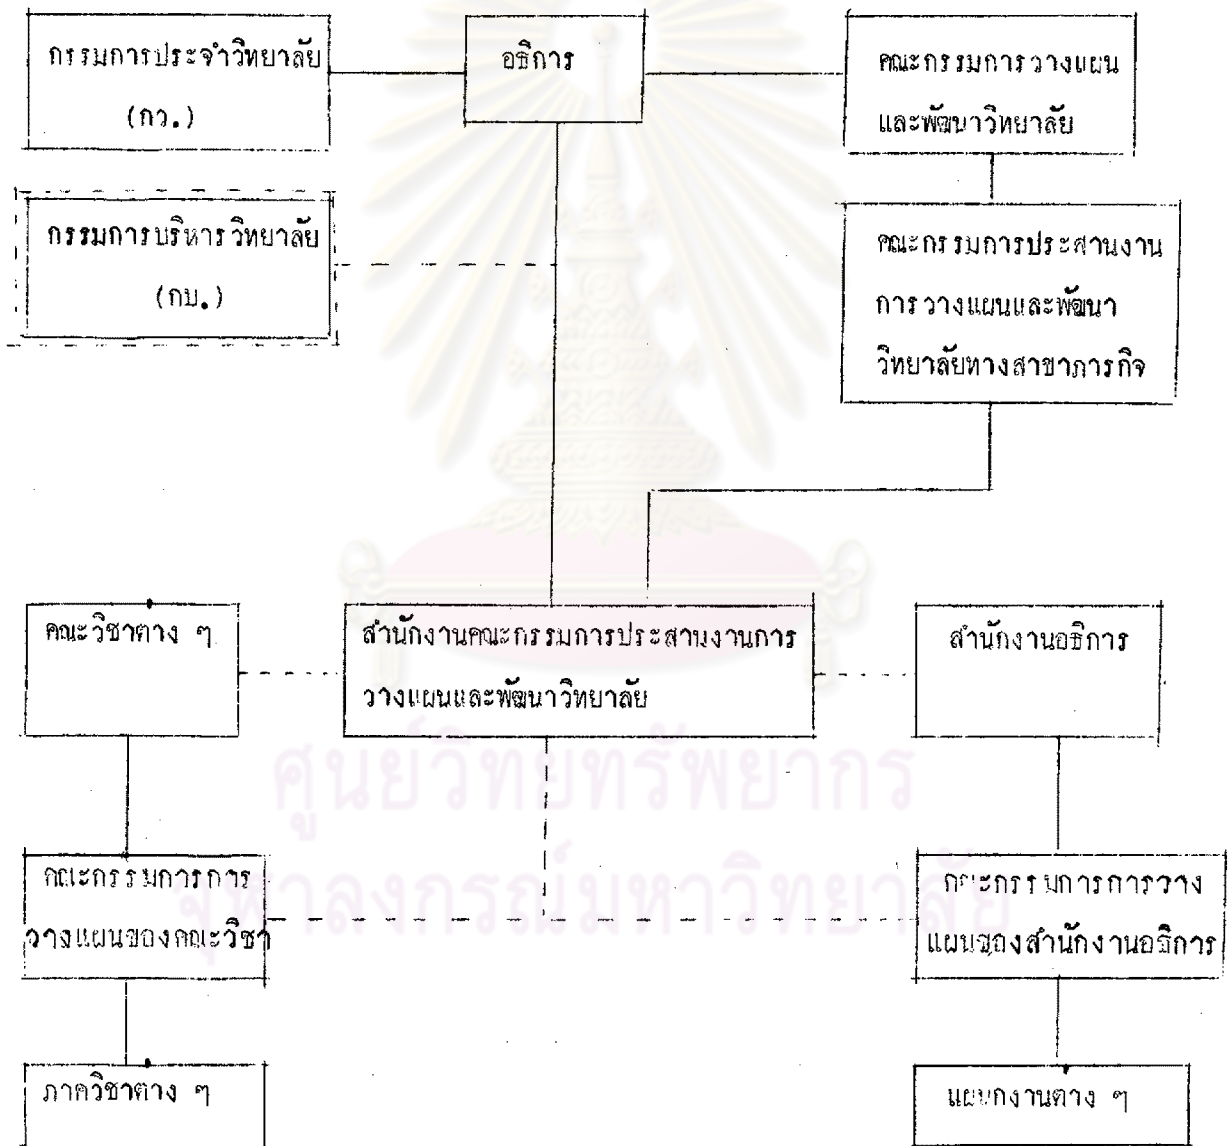 กรรมการประจำวิทยาลัย
(กว.)
อธิการ
คณะกรรมการวางแผน
และพัฒนาวิทยาลัย
กรรมการบริหารวิทยาลัย
(กบ.)
คณะกรรมการประสานงาน
การวางแผนและพัฒนา
วิทยาลัยทางสาขาภารกิจ
คณะวิชาต่าง ๆ
สำนักงานคณะกรรมการประสานงานการ
วางแผนและพัฒนาวิทยาลัย
สำนักงานอธิการ
ศูนย์วิทยทรัพยากร
จุฬาลงกรณ์มหาวิทยาลัย
คณะกรรมการการ
วางแผนของคณะวิชา
คณะกรรมการการวาง
แผนของสำนักงานอธิการ
ภาควิชาต่าง ๆ
แผนกงานต่าง ๆ